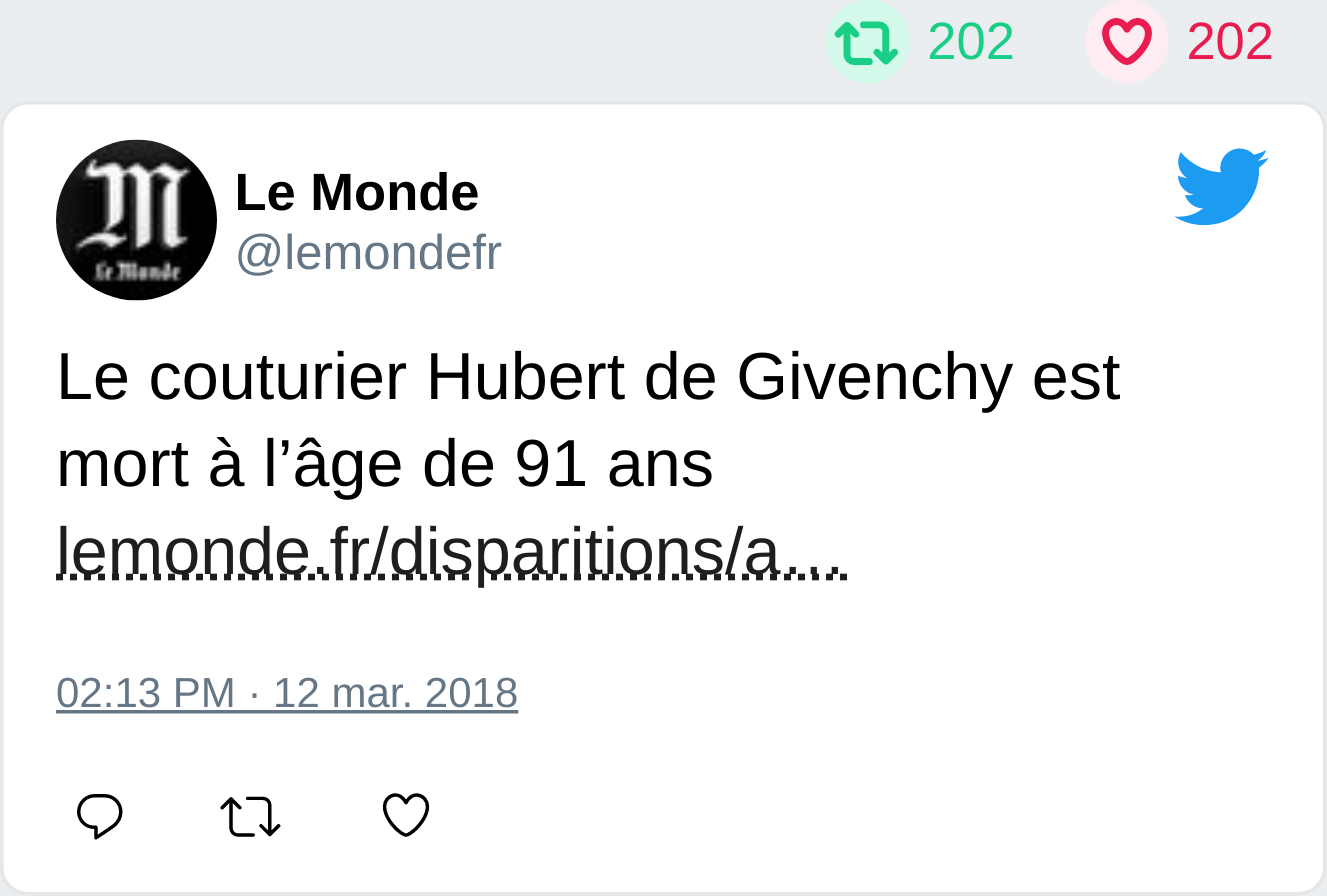 202 202
Le Monde
Le Monde
@lemondefr
Le couturier Hubert de Givenchy est
mort à l’âge de 91 ans
lemonde.fr/disparitions/a…
02:13 PM · 12 mar. 2018